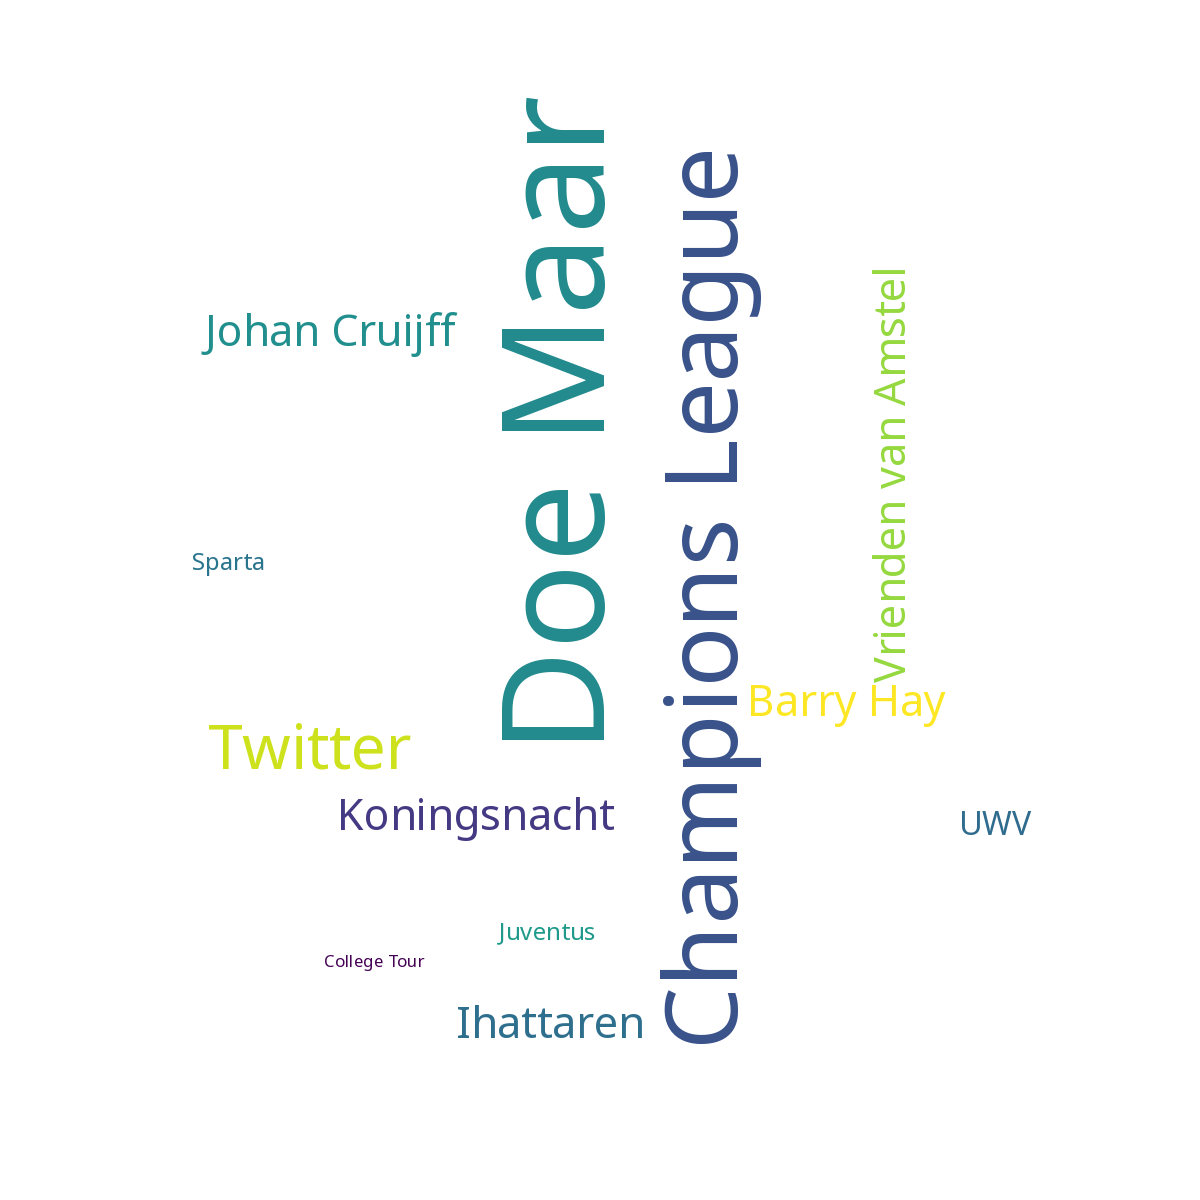 Doe Maar
Champions League
Vrienden van Amstel
Johan Cruijff
Sparta
Barry Hay
Twitter
Koningsnacht
UWV
Juventus
College Tour
Ihattaren